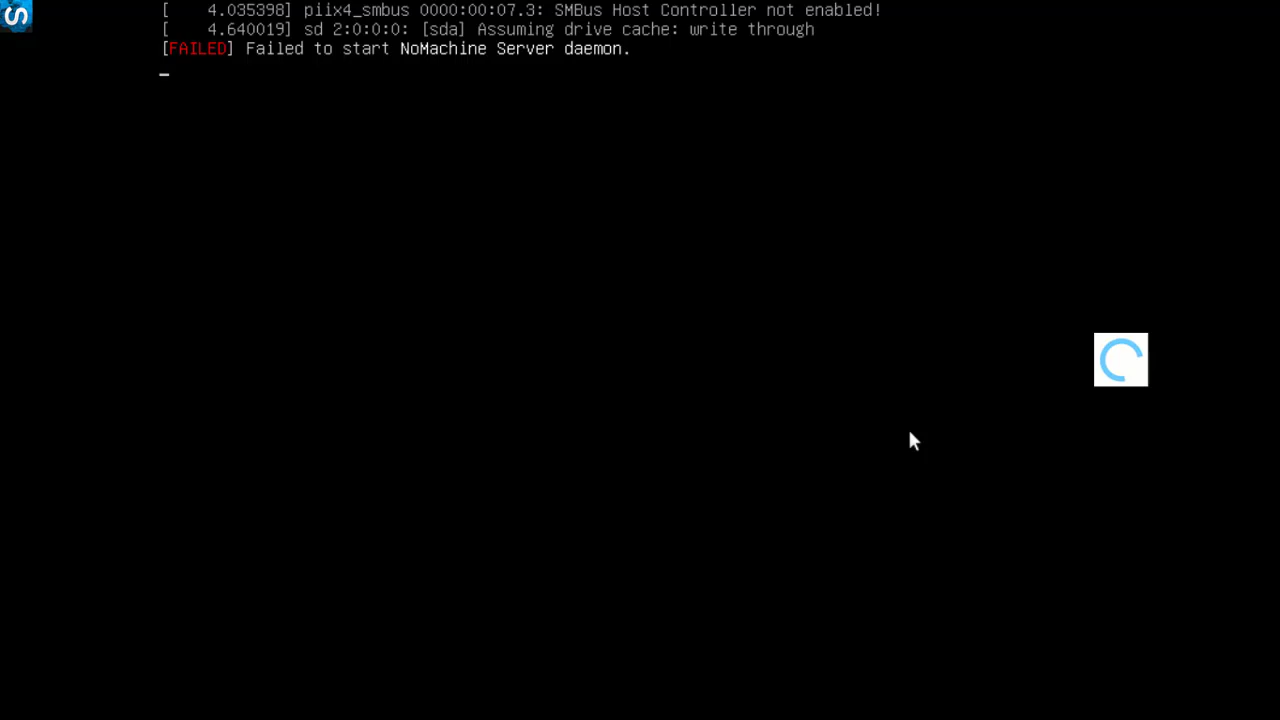 [    4.035398] piix4_smbus 0000:00:07.3: SMBus Host Controller not enabled!
[    4.640019] sd 2:0:0:0: [sda] Assuming drive cache: write through
[FAILED] Failed to start NoMachine Server daemon.